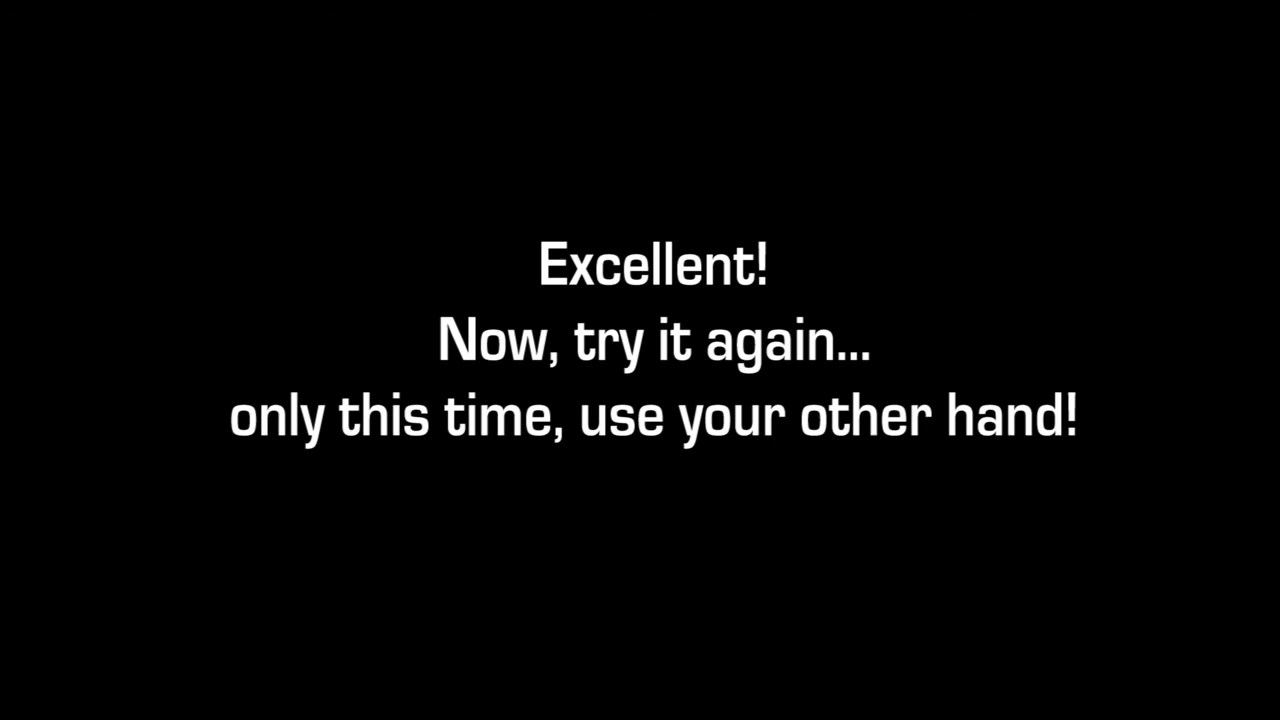 Excellent!
Now, try it again...
only this time, use your other hand!